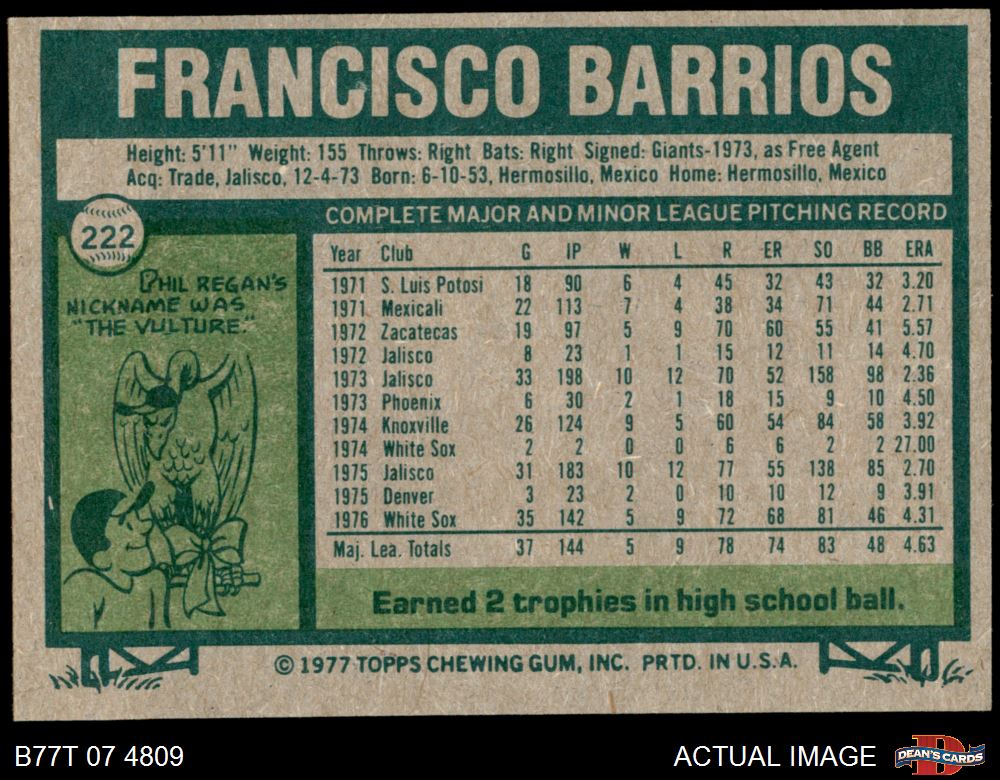 FRANCISCO BARRIOS
Height: 5'11" Weight: 155 Throws: Right Bats: Right Signed: Giants-1973, as Free Agent
Acq: Trade, Jalisco, 12-4-73 Born: 6-10-53, Hermosillo, Mexico Home: Hermosillo, Mexico
222
PHIL REGAN'S
NICKNAME WAS
"THE VULTURE."
COMPLETE MAJOR AND MINOR LEAGUE PITCHING RECORD
Year Club G IP W L R ER SO BB ERA
1971 S. Luis Potosi 18 90 6 4 45 32 43 32 3.20
1971 Mexicali 22 113 7 4 38 34 71 44 2.71
1972 Zacatecas 19 97 5 9 70 60 55 41 5.57
1972 Jalisco 8 23 1 1 15 12 11 14 4.70
1973 Jalisco 33 198 10 12 70 52 158 98 2.36
1973 Phoenix 6 30 2 1 18 15 9 10 4.50
1974 Knoxville 26 124 9 5 60 54 84 58 3.92
1974 White Sox 2 2 0 0 6 6 2 2 27.00
1975 Jalisco 31 183 10 12 77 55 138 85 2.70
1975 Denver 3 23 2 0 10 10 12 9 3.91
1976 White Sox 35 142 5 9 72 68 81 46 4.31
Maj. Lea. Totals 37 144 5 9 78 74 83 48 4.63
Earned 2 trophies in high school ball.
© 1977 TOPPS CHEWING GUM, INC. PRTD. IN U.S.A.
B77T 07 4809
ACTUAL IMAGE
D
DEAN'S CARDS